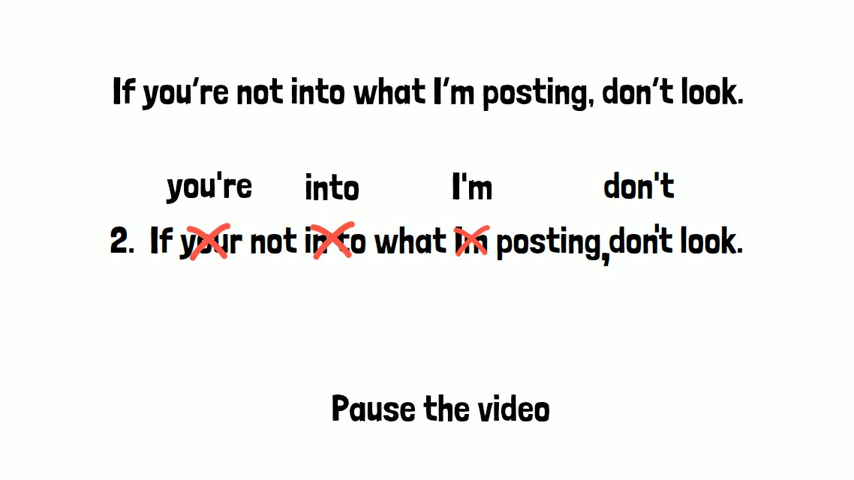 If you're not into what I'm posting, don't look.
you're into I'm don't
2. If your not in to what Im posting,don't look.
Pause the video